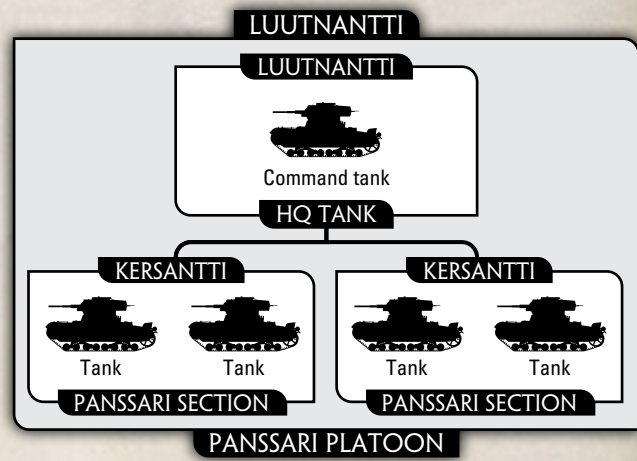 LUUTNANTTI
LUUTNANTTI
Command tank
HQ TANK
KERSANTTI
Tank Tank
PANSSARI SECTION
KERSANTTI
Tank Tank
PANSSARI SECTION
PANSSARI PLATOON